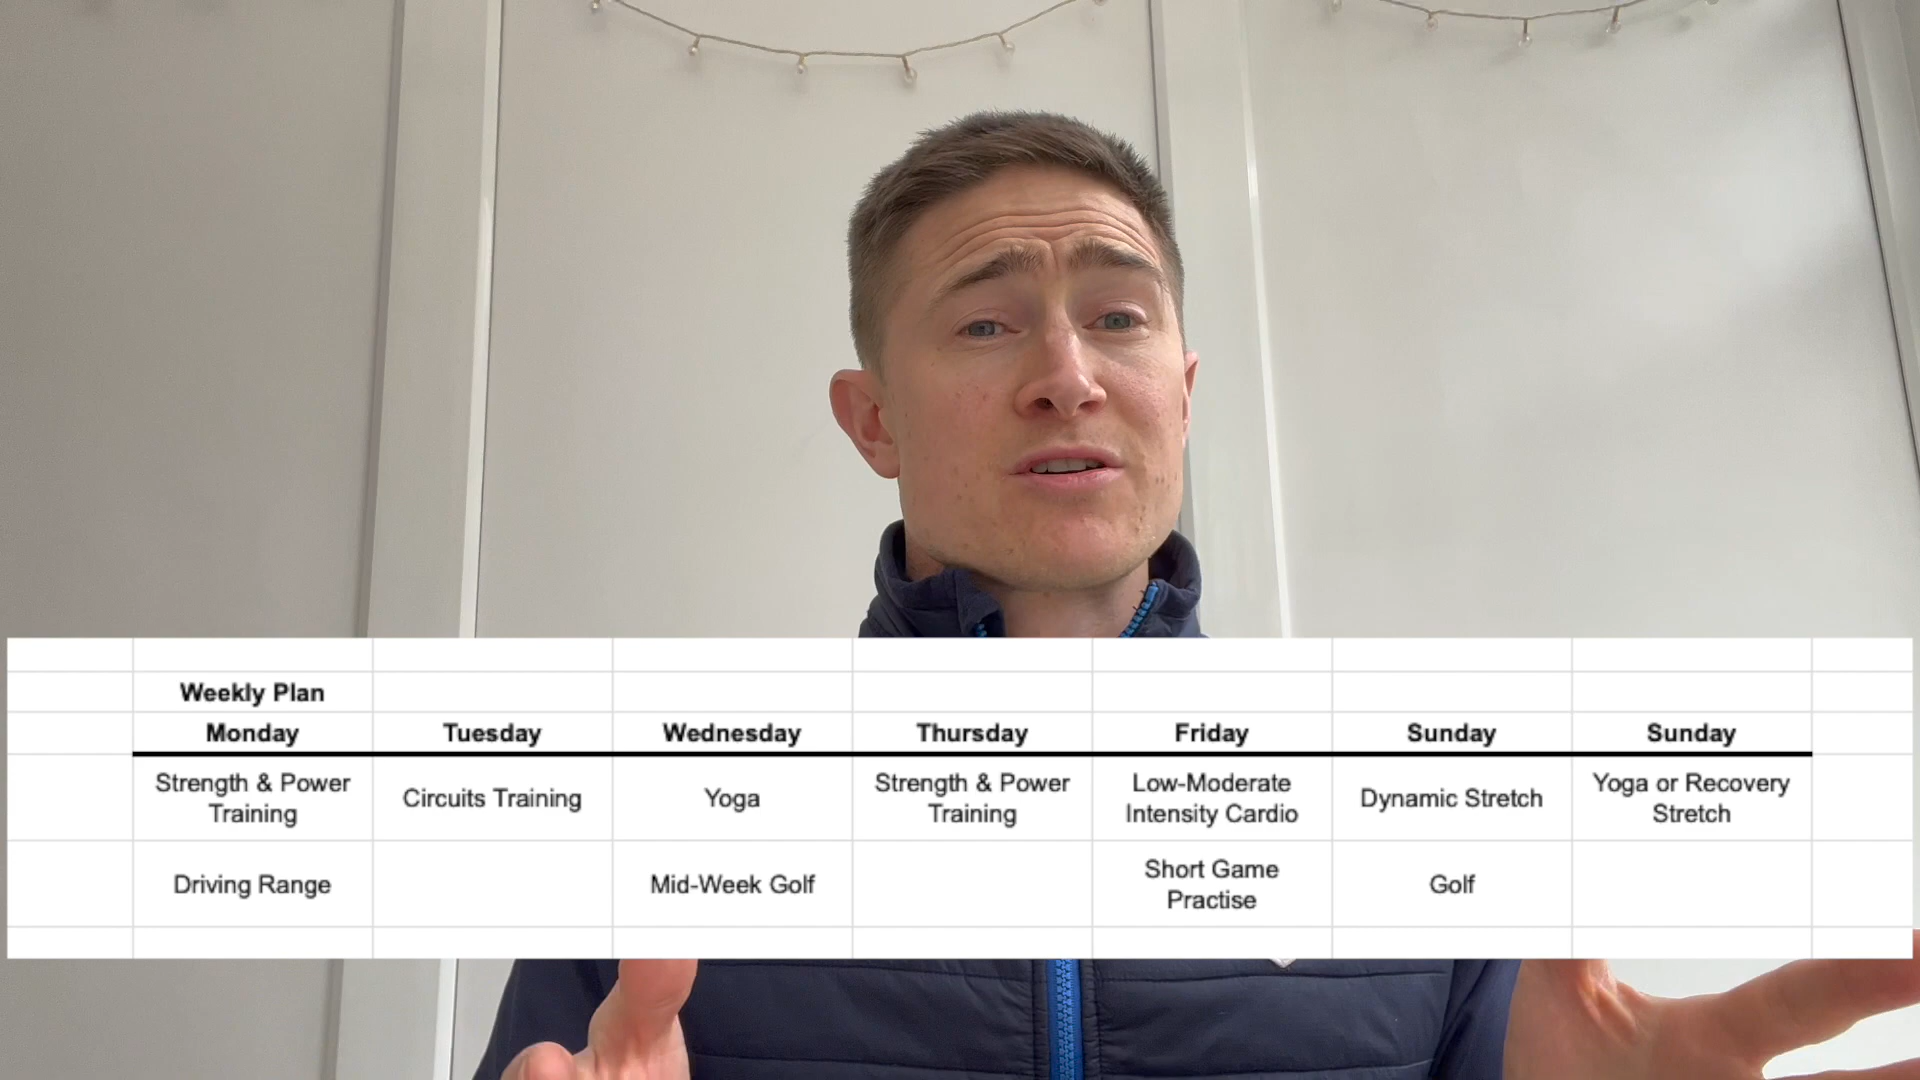 Weekly Plan
Monday Tuesday Wednesday Thursday Friday Sunday Sunday
Strength & Power Training Circuits Training Yoga Strength & Power Training Low-Moderate Intensity Cardio Dynamic Stretch Yoga or Recovery Stretch
Driving Range Mid-Week Golf Short Game Practise Golf